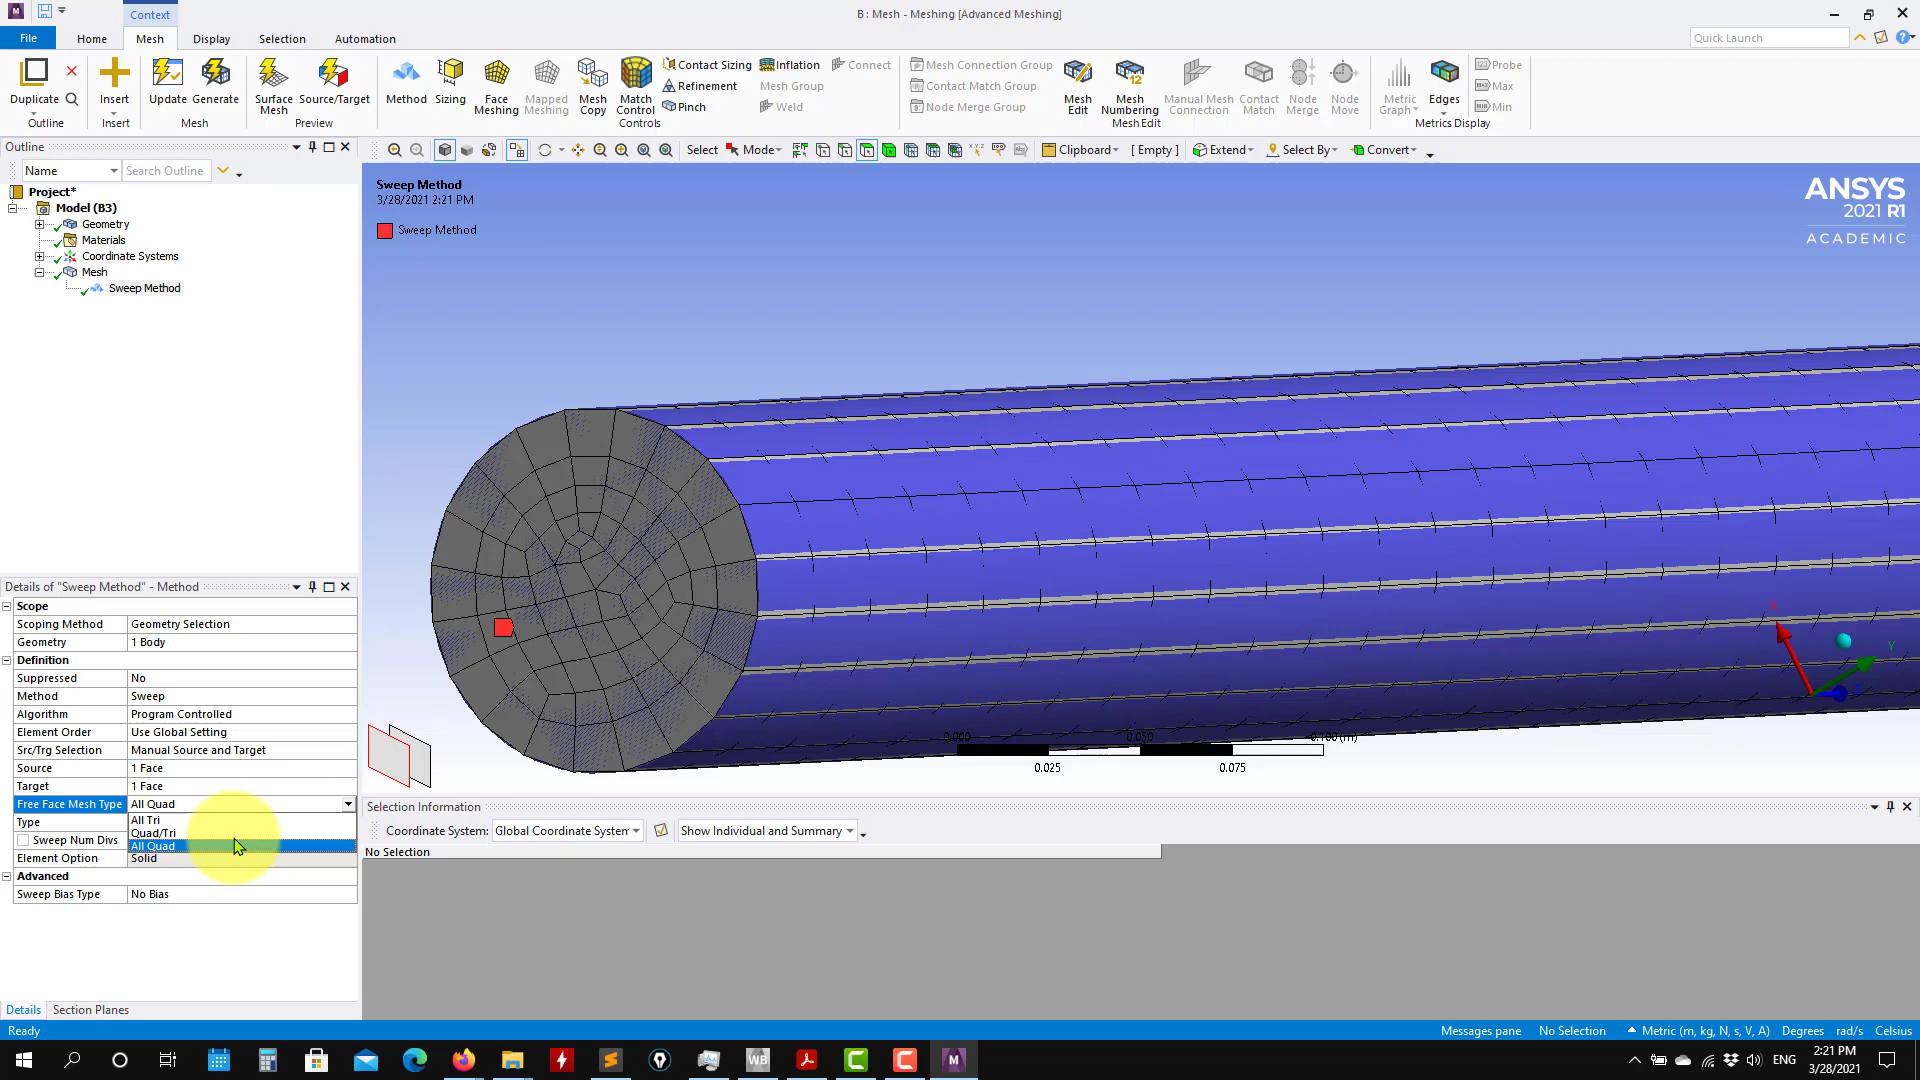 Context
B : Mesh - Meshing [Advanced Meshing]
File
Home
Mesh
Display
Selection
Automation
Quick Launch
Duplicate
Outline
Insert
Insert
Update
Generate
Mesh
Surface Mesh
Source/Target
Preview
Method
Sizing
Face Meshing
Mapped Meshing
Mesh Copy
Match Control
Contact Sizing
Refinement
Pinch
Inflation
Mesh Group
Weld
Connect
Controls
Mesh Connection Group
Contact Match Group
Node Merge Group
Mesh Edit
Mesh Numbering
Manual Mesh Connection
Contact Match
Node Merge
Node Move
Mesh Edit
Metric Graph
Edges
Probe
Max
Min
Metrics Display
Outline
Name
Search Outline
Select
Mode
Clipboard
[ Empty ]
Extend
Select By
Convert
Project*
Model (B3)
Geometry
Materials
Coordinate Systems
Mesh
Sweep Method
Sweep Method
3/28/2021 2:21 PM
Sweep Method
ANSYS
2021 R1
ACADEMIC
X
Y
0.000
0.050
0.100 (m)
0.025
0.075
Details of "Sweep Method" - Method
Scope
Scoping Method Geometry Selection
Geometry 1 Body
Definition
Suppressed No
Method Sweep
Algorithm Program Controlled
Element Order Use Global Setting
Src/Trg Selection Manual Source and Target
Source 1 Face
Target 1 Face
Free Face Mesh Type All Quad
Type
All Tri
Quad/Tri
Sweep Num Divs
All Quad
Element Option Solid
Advanced
Sweep Bias Type No Bias
Details
Section Planes
Selection Information
Coordinate System: Global Coordinate System
Show Individual and Summary
No Selection
Ready
Messages pane
No Selection
Metric (m, kg, N, s, V, A)
Degrees
rad/s
Celsius
WB
M
ENG
2:21 PM
3/28/2021